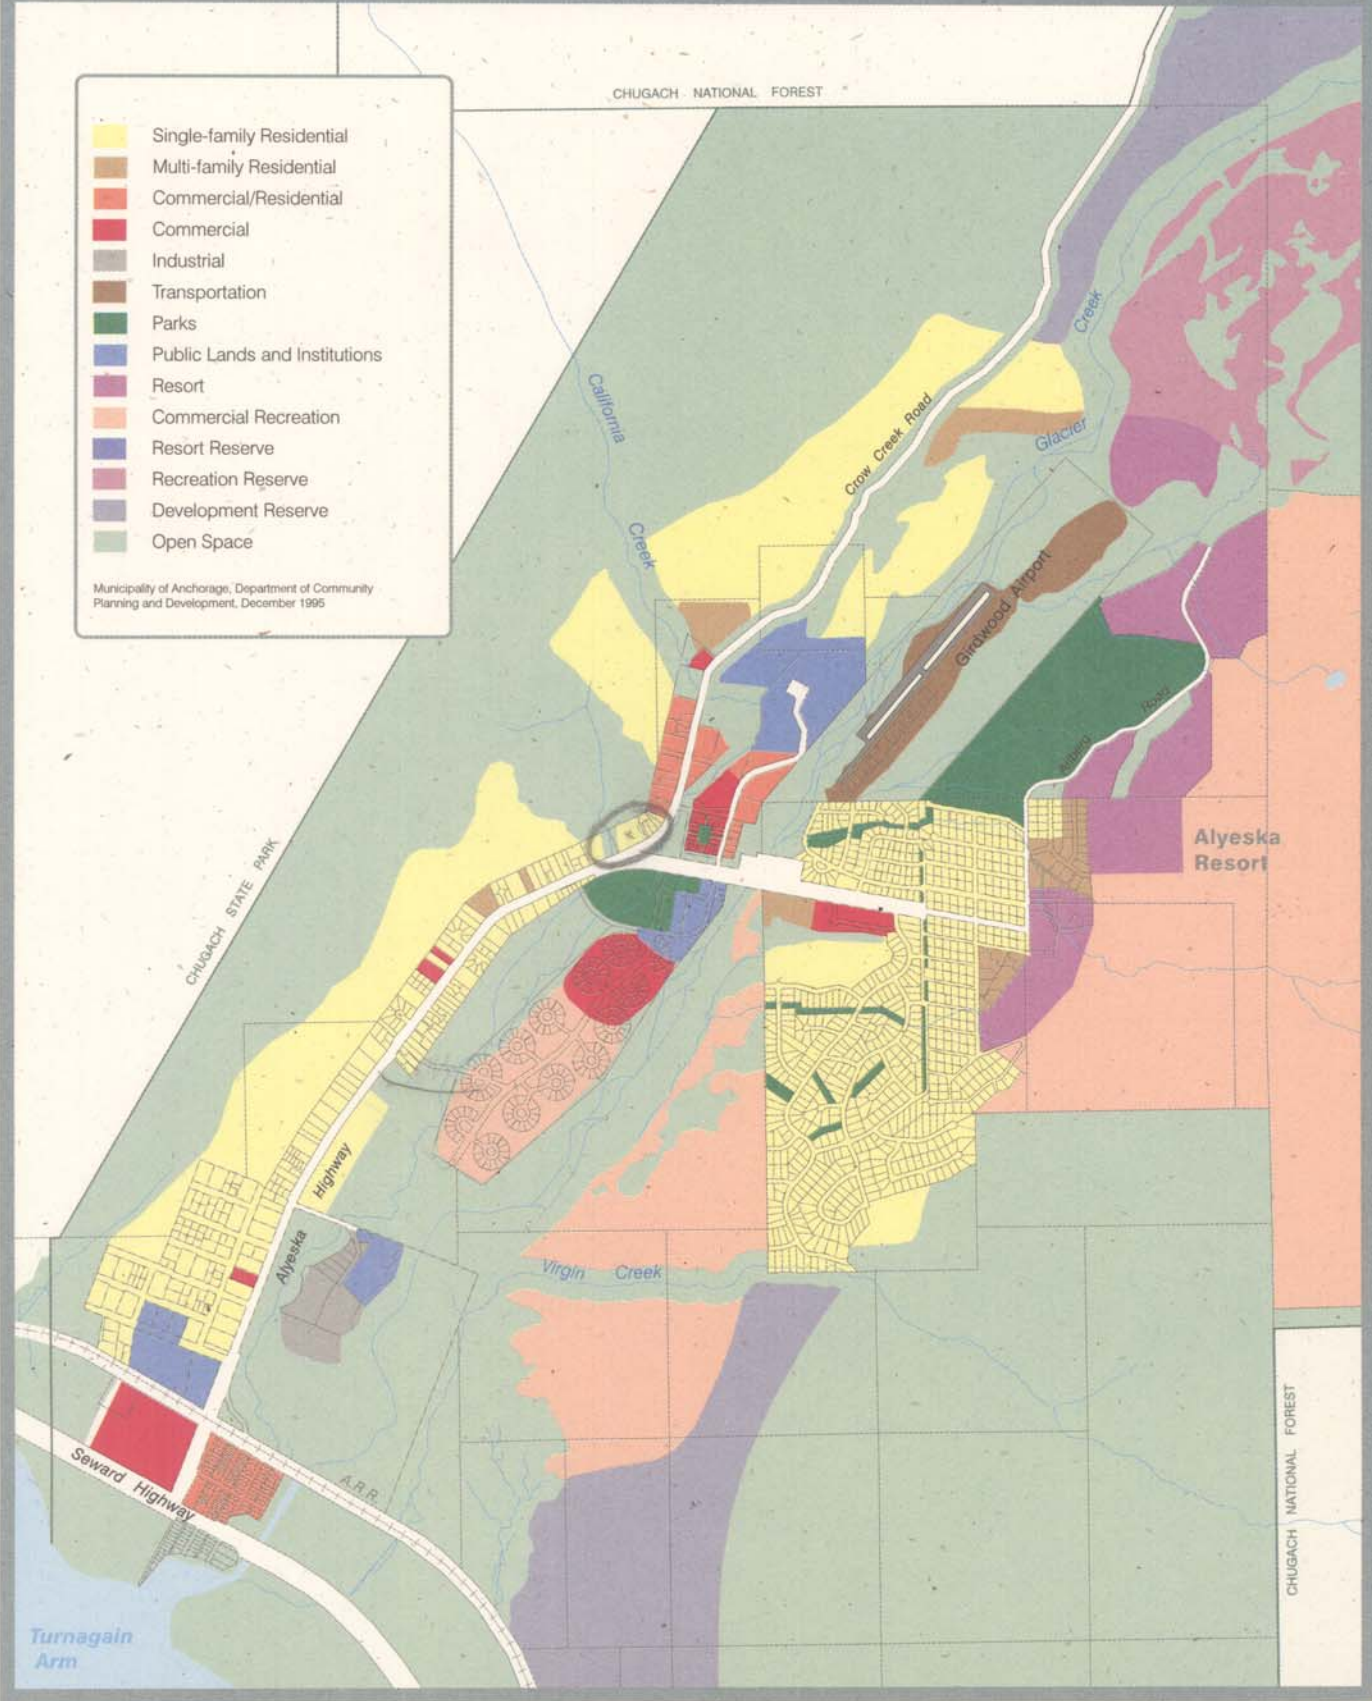 CHUGACH NATIONAL FOREST
Single-family Residential
Multi-family Residential
Commercial/Residential
Commercial
Industrial
Transportation
Parks
Public Lands and Institutions
Resort
Commercial Recreation
Resort Reserve
Recreation Reserve
Development Reserve
Open Space
Municipality of Anchorage, Department of Community
Planning and Development, December 1995
Creek
Glacier
California
Creek
Crow Creek Road
Girdwood Airport
Arlberg Road
Alyeska
Resort
CHUGACH STATE PARK
Alyeska Highway
Virgin Creek
Seward Highway
A.R.R.
CHUGACH NATIONAL FOREST
Turnagain
Arm